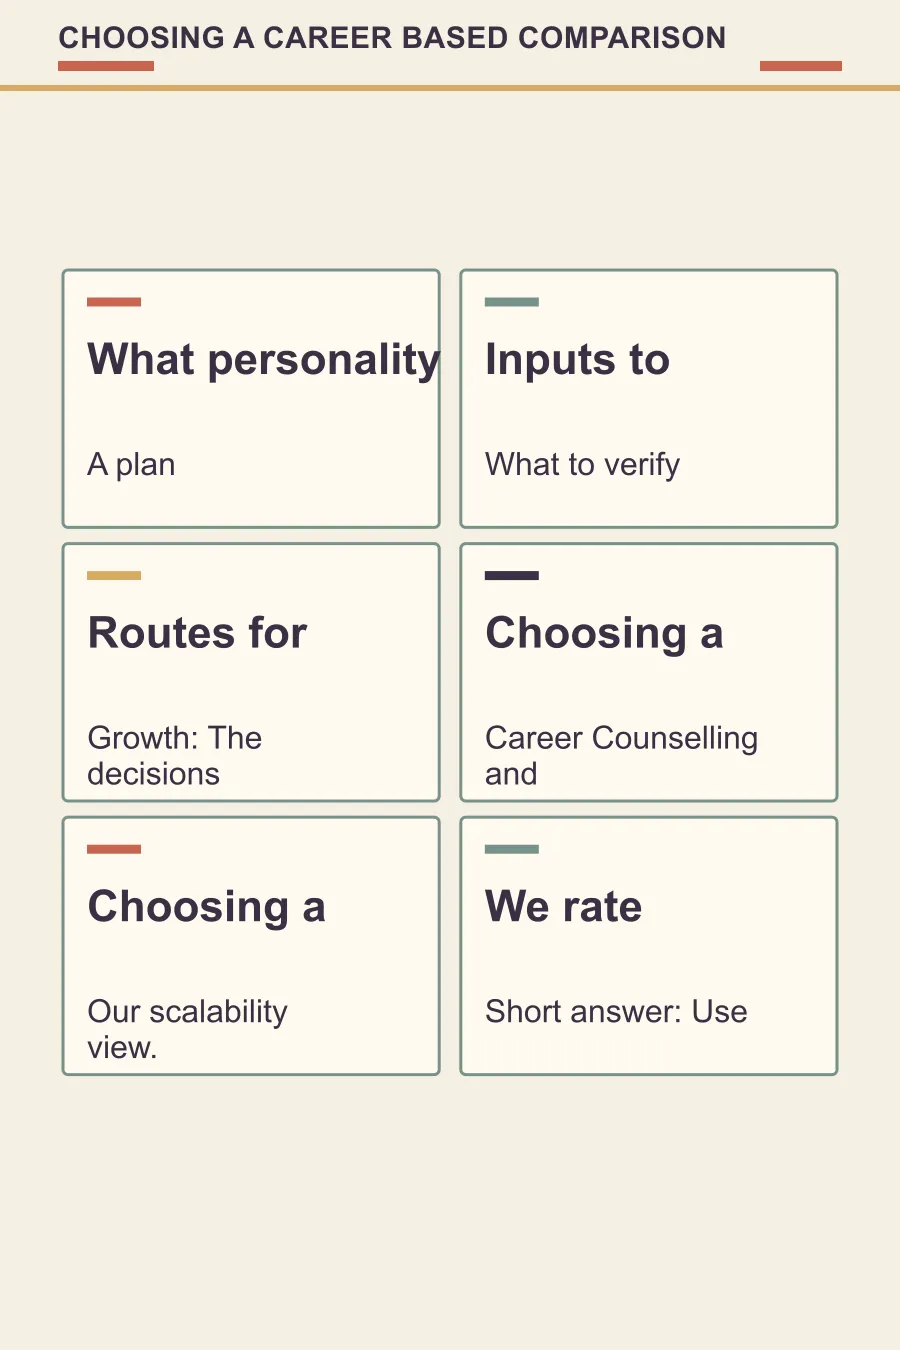 CHOOSING A CAREER BASED COMPARISON
What personality
A plan
Inputs to
What to verify
Routes for
Growth: The
decisions
Choosing a
Career Counselling
and
Choosing a
Our scalability
view.
We rate
Short answer: Use